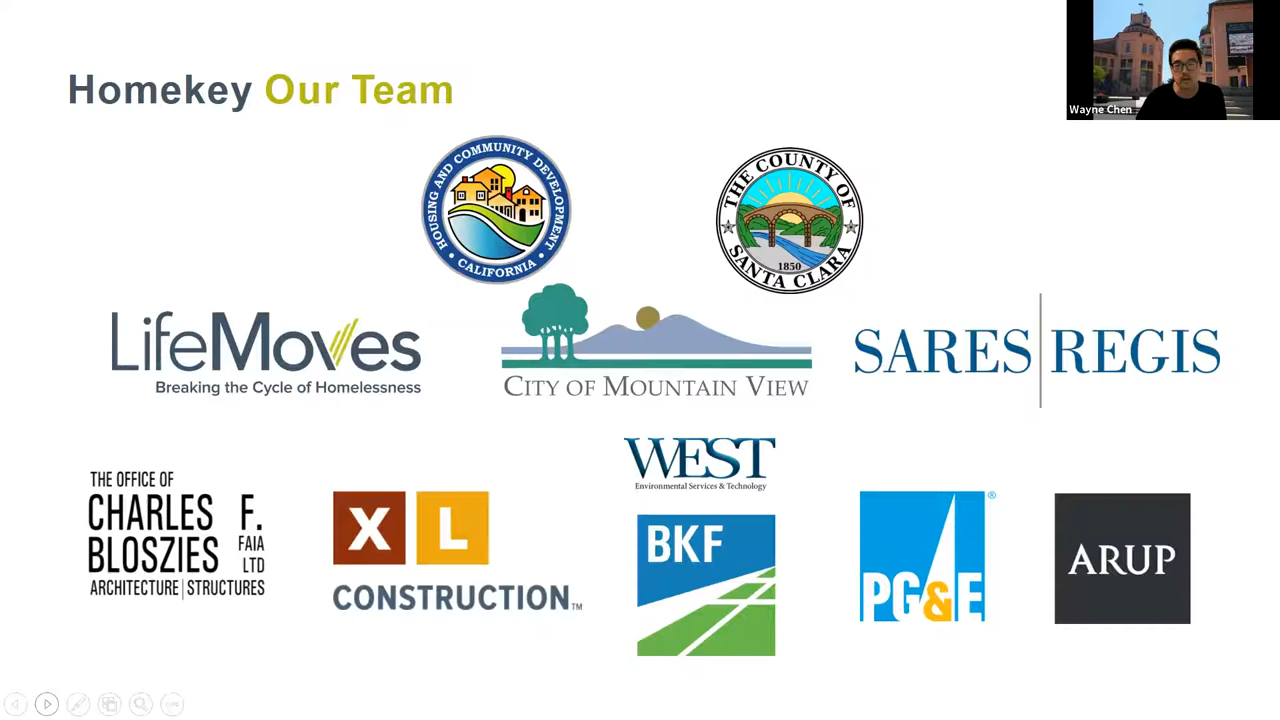 Homekey Our Team
Wayne Chen
HOUSING AND COMMUNITY DEVELOPMENT
• CALIFORNIA •
THE COUNTY OF
SANTA CLARA
1850
LifeMoves
Breaking the Cycle of Homelessness
CITY OF MOUNTAIN VIEW
SARES REGIS
THE OFFICE OF
CHARLES F.
BLOSZIES FAIA
LTD
ARCHITECTURE | STRUCTURES
X L
CONSTRUCTION™
WEST
Environmental Services & Technology
BKF
PG&E®
ARUP